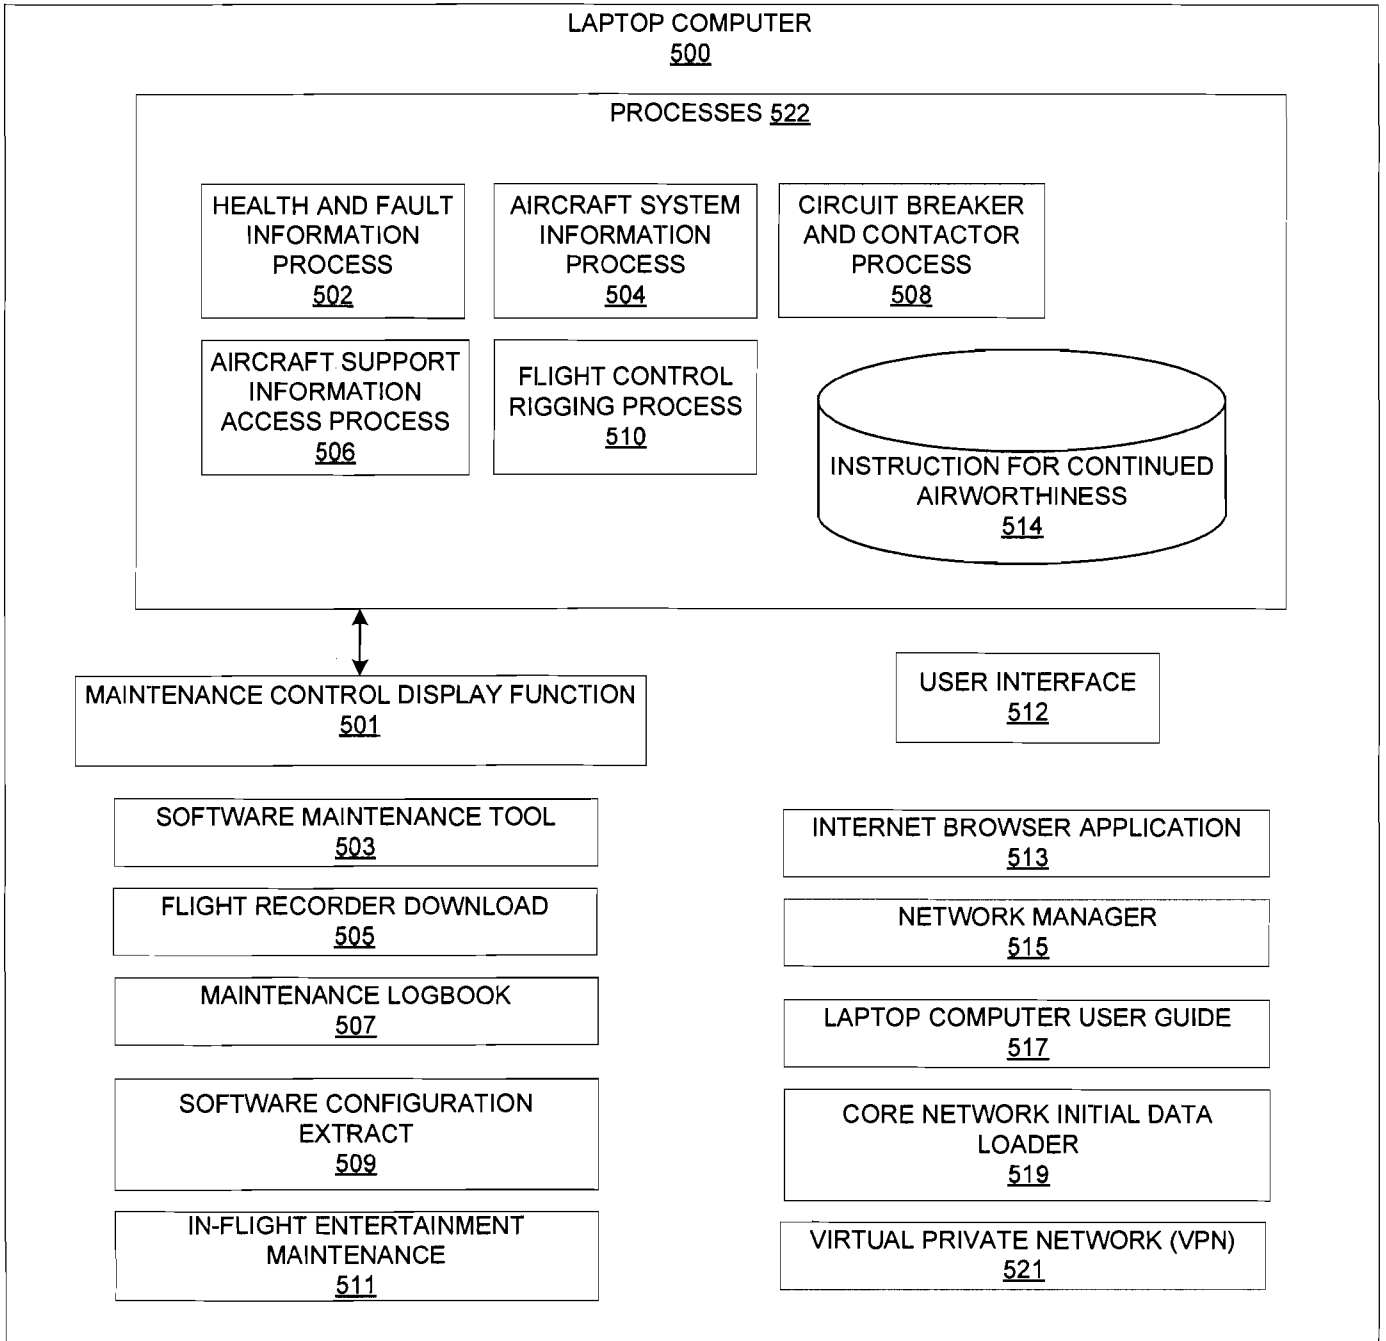 LAPTOP COMPUTER
500
PROCESSES 522
HEALTH AND FAULT
INFORMATION
PROCESS
502
AIRCRAFT SYSTEM
INFORMATION
PROCESS
504
CIRCUIT BREAKER
AND CONTACTOR
PROCESS
508
AIRCRAFT SUPPORT
INFORMATION
ACCESS PROCESS
506
FLIGHT CONTROL
RIGGING PROCESS
510
INSTRUCTION FOR CONTINUED
AIRWORTHINESS
514
MAINTENANCE CONTROL DISPLAY FUNCTION
501
USER INTERFACE
512
SOFTWARE MAINTENANCE TOOL
503
FLIGHT RECORDER DOWNLOAD
505
MAINTENANCE LOGBOOK
507
SOFTWARE CONFIGURATION
EXTRACT
509
IN-FLIGHT ENTERTAINMENT
MAINTENANCE
511
INTERNET BROWSER APPLICATION
513
NETWORK MANAGER
515
LAPTOP COMPUTER USER GUIDE
517
CORE NETWORK INITIAL DATA
LOADER
519
VIRTUAL PRIVATE NETWORK (VPN)
521